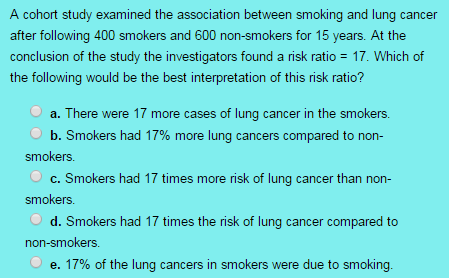 A cohort study examined the association between smoking and lung cancer
after following 400 smokers and 600 non-smokers for 15 years. At the
conclusion of the study the investigators found a risk ratio = 17. Which of
the following would be the best interpretation of this risk ratio?
a. There were 17 more cases of lung cancer in the smokers.
b. Smokers had 17% more lung cancers compared to non-
smokers.
c. Smokers had 17 times more risk of lung cancer than non-
smokers.
d. Smokers had 17 times the risk of lung cancer compared to
non-smokers.
e. 17% of the lung cancers in smokers were due to smoking.